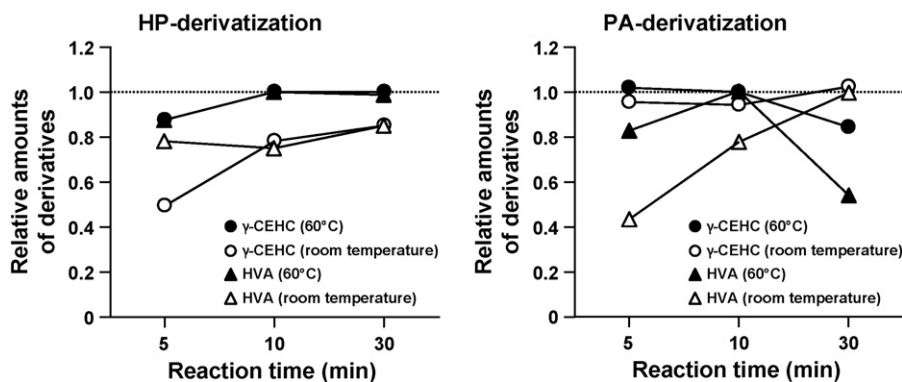 HP-derivatization
Relative amounts
of derivatives
1.2
1.0
0.8
0.6
0.4
0.2
0
γ-CEHC (60°C)
γ-CEHC (room temperature)
HVA (60°C)
HVA (room temperature)
5
10
30
Reaction time (min)
PA-derivatization
Relative amounts
of derivatives
1.2
1.0
0.8
0.6
0.4
0.2
0
γ-CEHC (60°C)
γ-CEHC (room temperature)
HVA (60°C)
HVA (room temperature)
5
10
30
Reaction time (min)